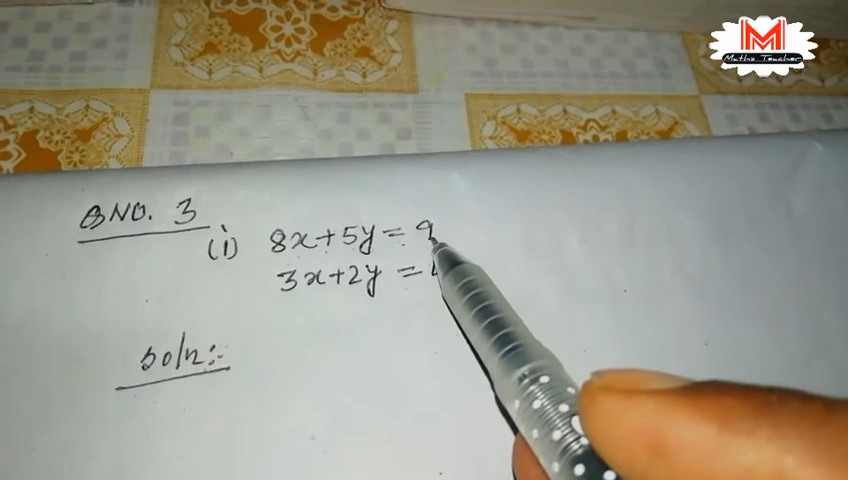 M
Maths Teacher
QNO. 3
(i) 8x+5y=9
3x+2y=
Soln:-